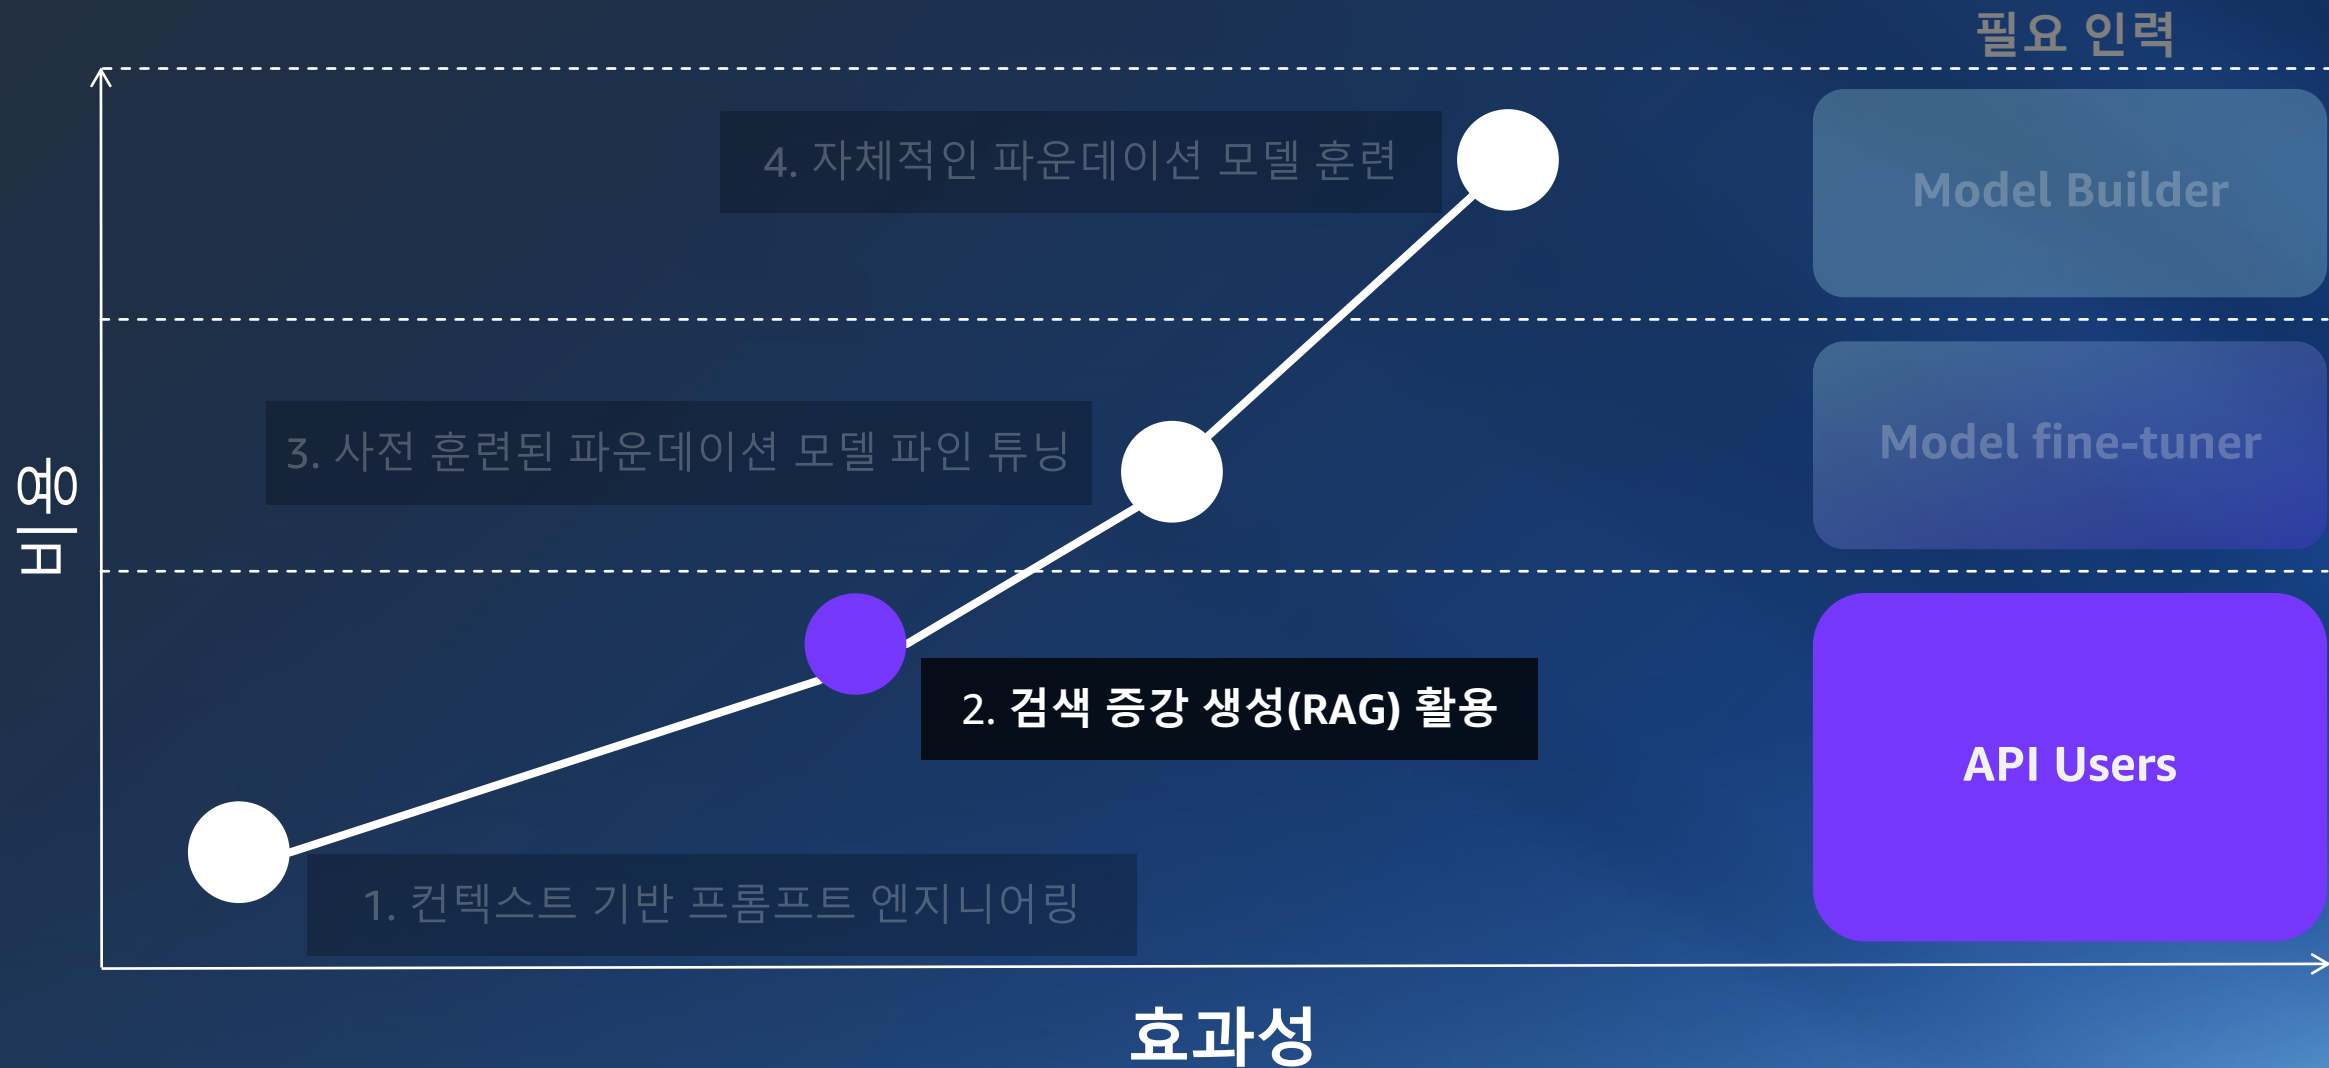 필요 인력
4. 자체적인 파운데이션 모델 훈련
Model Builder
3. 사전 훈련된 파운데이션 모델 파인 튜닝
Model fine-tuner
비용
2. 검색 증강 생성(RAG) 활용
API Users
1. 컨텍스트 기반 프롬프트 엔지니어링
효과성